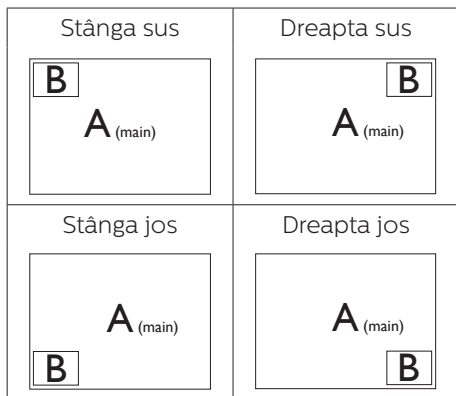 Stânga sus
B
A (main)
Dreapta sus
B
A (main)
Stânga jos
A (main)
B
Dreapta jos
A (main)
B